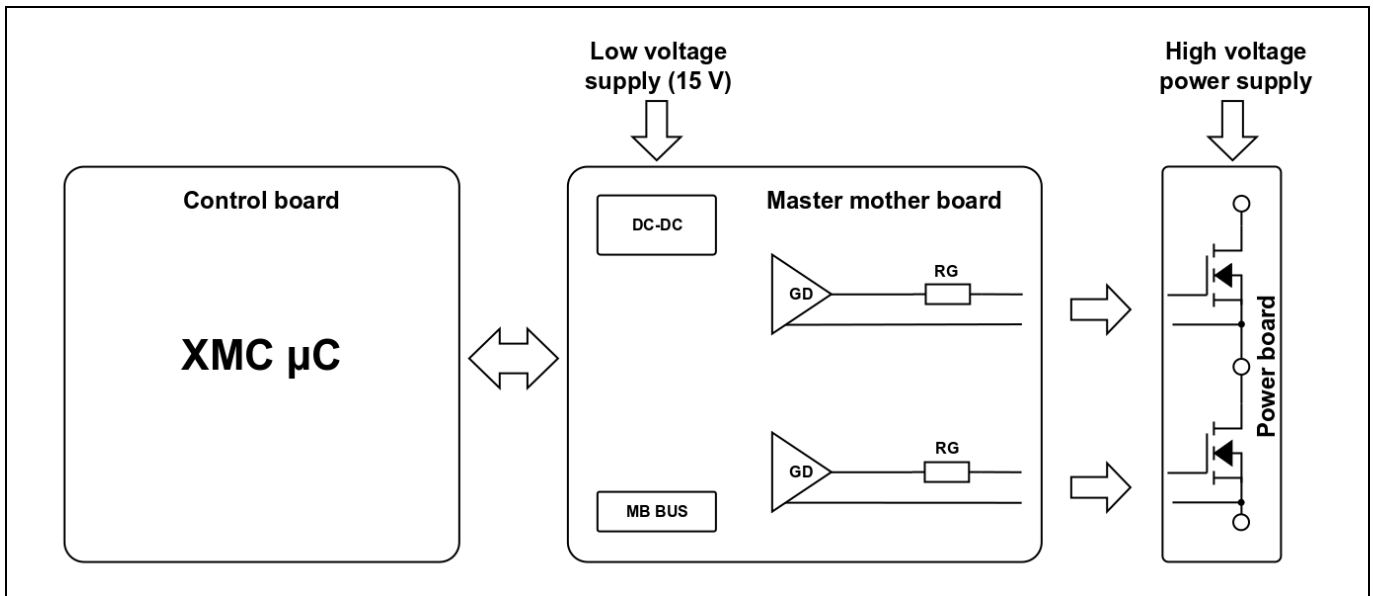 Low voltage
supply (15 V)
High voltage
power supply
Control board
XMC µC
Master mother board
DC-DC
GD
RG
MB BUS
GD
RG
Power board